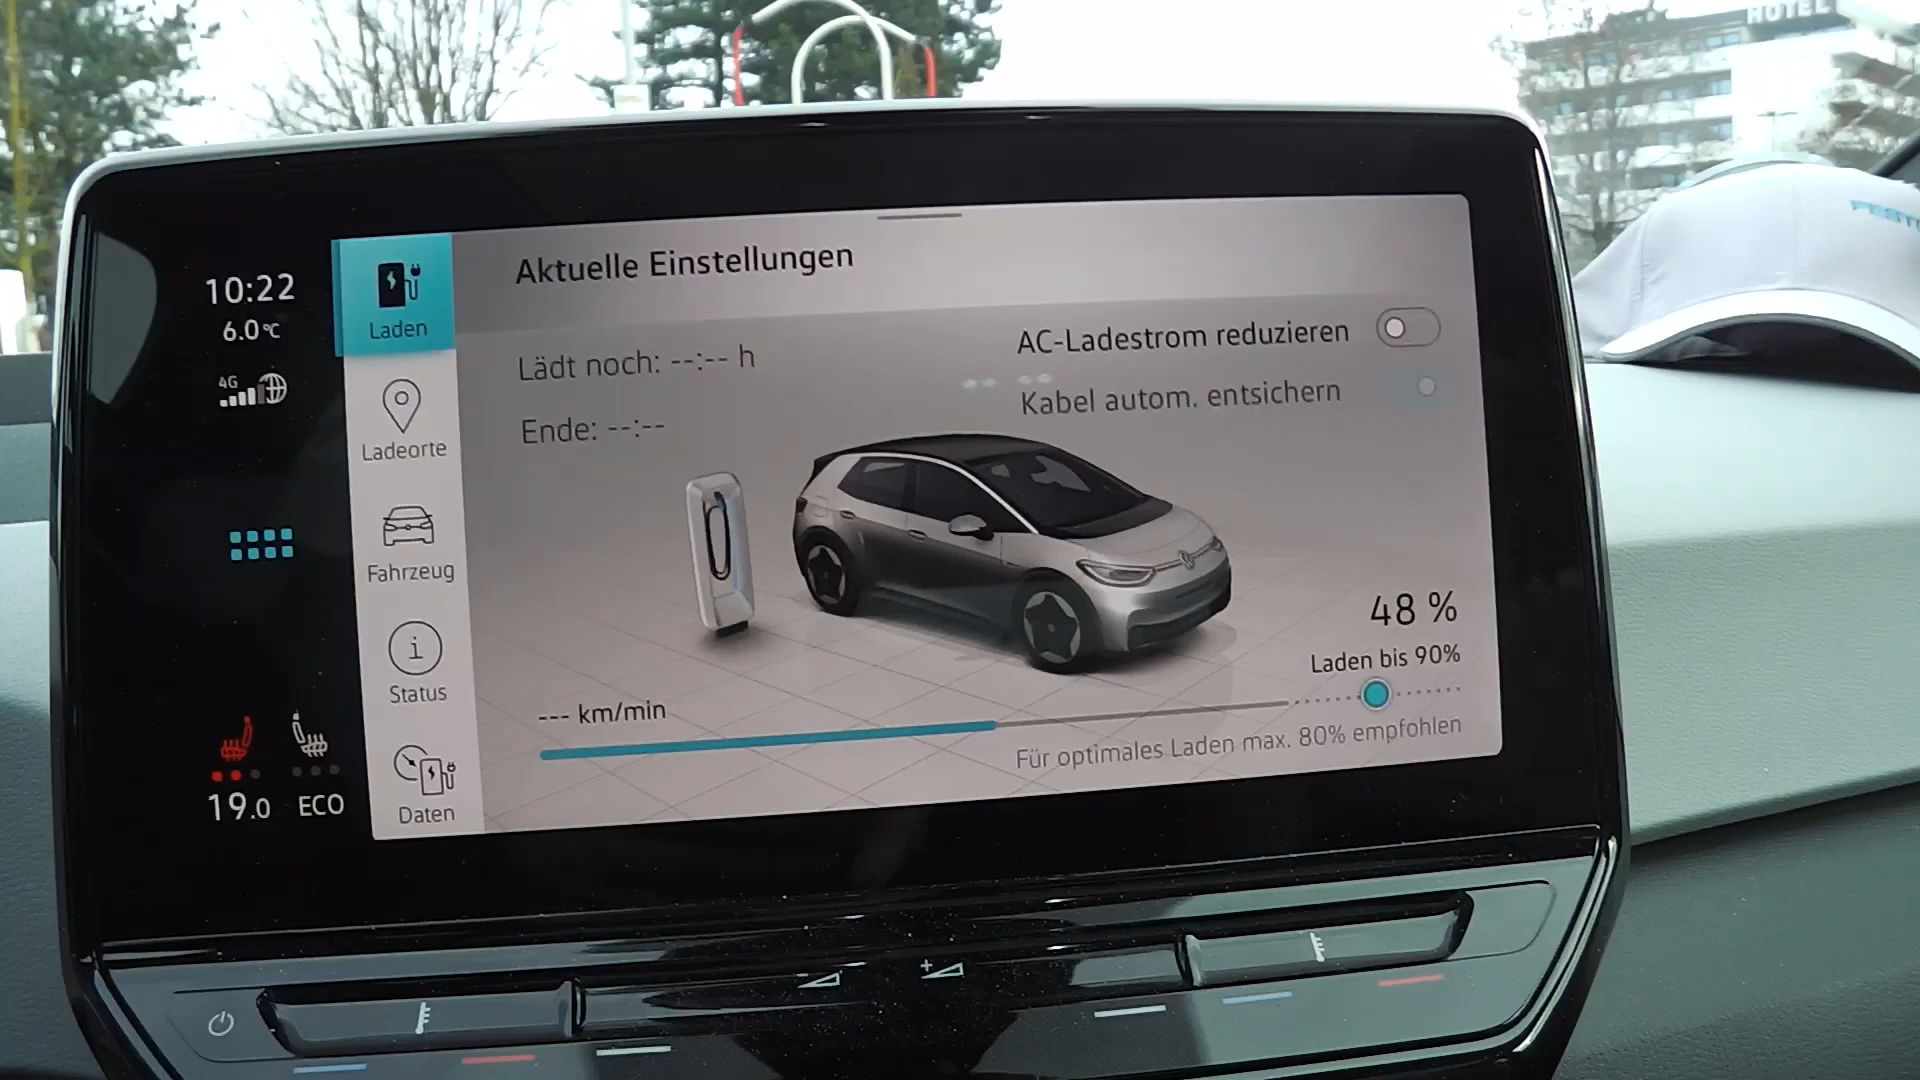 HOTEL
10:22
6.0°C
4G
19.0 ECO
Laden
Ladeorte
Fahrzeug
Status
Daten
Aktuelle Einstellungen
Lädt noch: --:-- h
Ende: --:--
AC-Ladestrom reduzieren
Kabel autom. entsichern
48 %
Laden bis 90%
--- km/min
Für optimales Laden max. 80% empfohlen